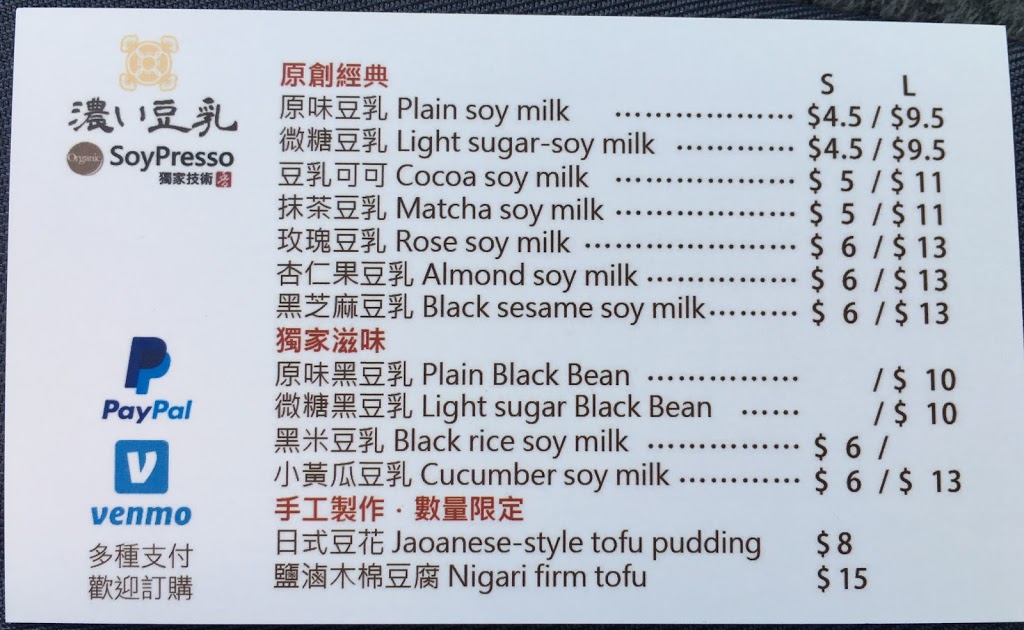 濃い豆乳
Organic SoyPresso
獨家技術
PayPal
venmo
多種支付
歡迎訂購
S L
原創經典
原味豆乳 Plain soy milk ·················· $4.5 / $9.5
微糖豆乳 Light sugar-soy milk ············ $4.5 / $9.5
豆乳可可 Cocoa soy milk ·················· $ 5 / $ 11
抹茶豆乳 Matcha soy milk ·················· $ 5 / $ 11
玫瑰豆乳 Rose soy milk ····················· $ 6 / $ 13
杏仁果豆乳 Almond soy milk ··············· $ 6 / $ 13
黑芝麻豆乳 Black sesame soy milk ········· $ 6 / $ 13
獨家滋味
原味黑豆乳 Plain Black Bean ··············· / $ 10
微糖黑豆乳 Light sugar Black Bean ······ / $ 10
黑米豆乳 Black rice soy milk ··············· $ 6 /
小黃瓜豆乳 Cucumber soy milk ············ $ 6 / $ 13
手工製作 · 數量限定
日式豆花 Jaoanese-style tofu pudding $ 8
鹽滷木棉豆腐 Nigari firm tofu $ 15